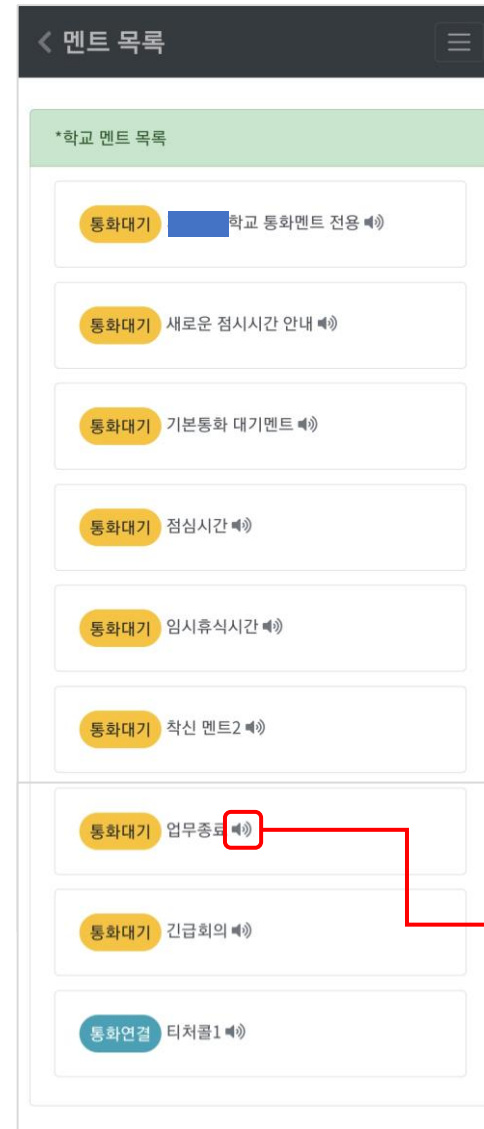 멘트 목록
*학교 멘트 목록
통화대기 학교 통화멘트 전용
통화대기 새로운 점시시간 안내
통화대기 기본통화 대기멘트
통화대기 점심시간
통화대기 임시휴식시간
통화대기 착신 멘트2
통화대기 업무종료
통화대기 긴급회의
통화연결 티처콜1